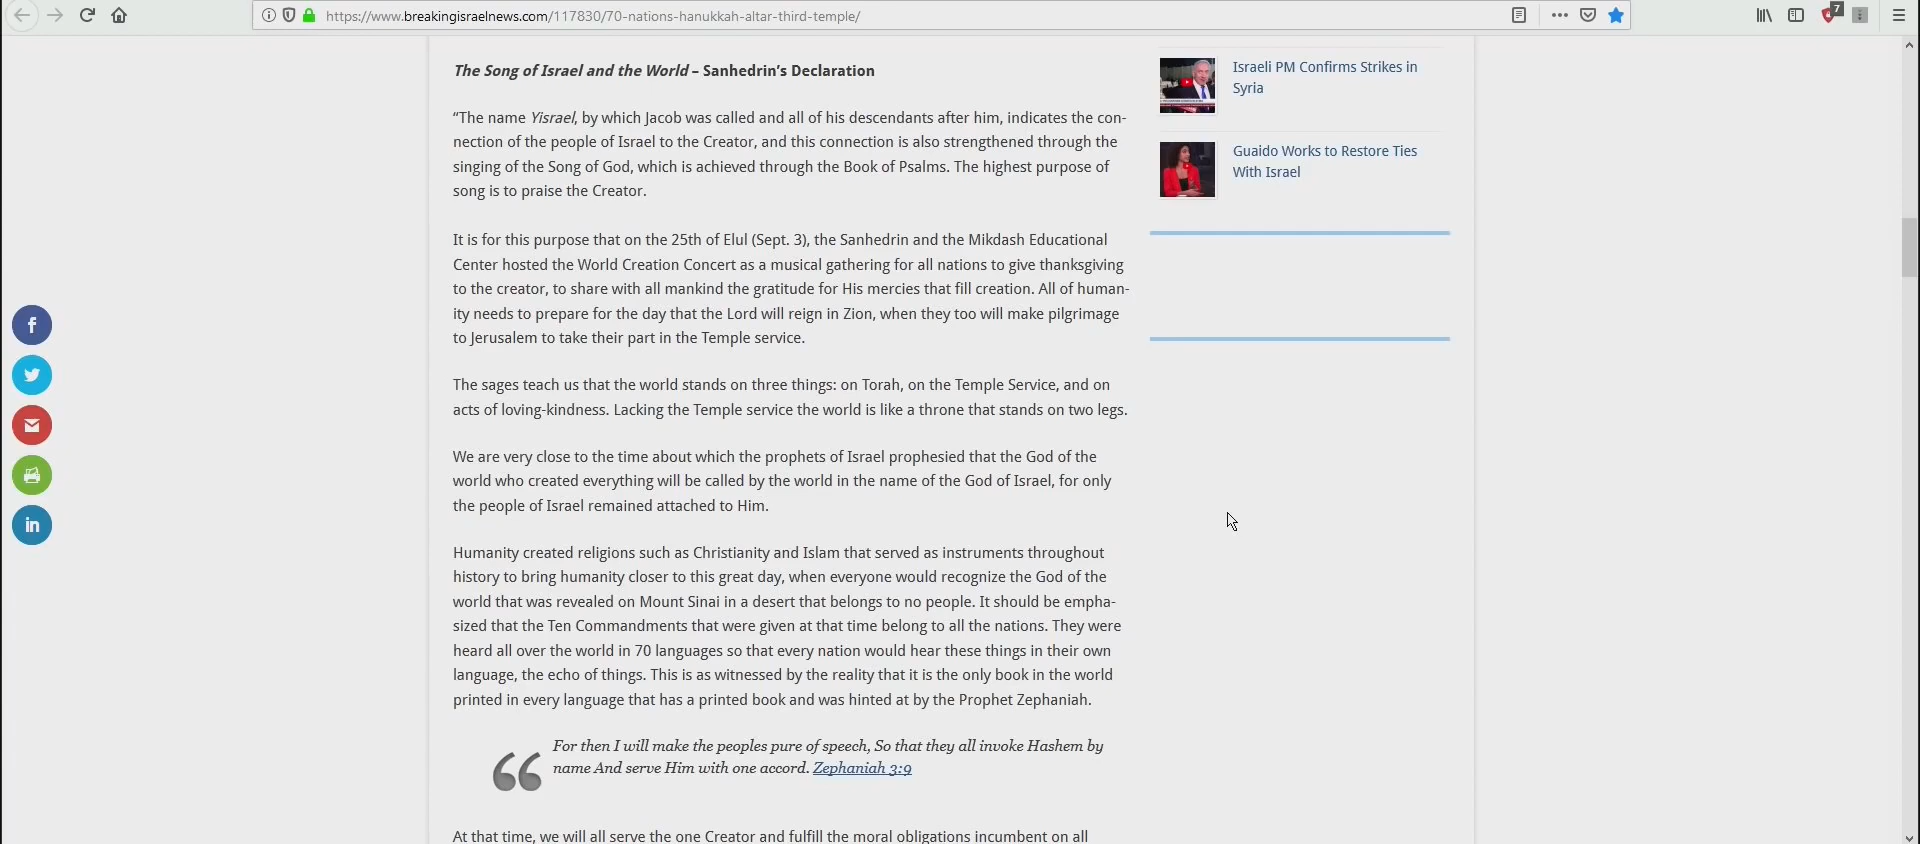 https://www.breakingisraelnews.com/117830/70-nations-hanukkah-altar-third-temple/
7
The Song of Israel and the World – Sanhedrin’s Declaration
“The name Yisrael, by which Jacob was called and all of his descendants after him, indicates the con-
nection of the people of Israel to the Creator, and this connection is also strengthened through the
singing of the Song of God, which is achieved through the Book of Psalms. The highest purpose of
song is to praise the Creator.
It is for this purpose that on the 25th of Elul (Sept. 3), the Sanhedrin and the Mikdash Educational
Center hosted the World Creation Concert as a musical gathering for all nations to give thanksgiving
to the creator, to share with all mankind the gratitude for His mercies that fill creation. All of human-
ity needs to prepare for the day that the Lord will reign in Zion, when they too will make pilgrimage
to Jerusalem to take their part in the Temple service.
The sages teach us that the world stands on three things: on Torah, on the Temple Service, and on
acts of loving-kindness. Lacking the Temple service the world is like a throne that stands on two legs.
We are very close to the time about which the prophets of Israel prophesied that the God of the
world who created everything will be called by the world in the name of the God of Israel, for only
the people of Israel remained attached to Him.
Humanity created religions such as Christianity and Islam that served as instruments throughout
history to bring humanity closer to this great day, when everyone would recognize the God of the
world that was revealed on Mount Sinai in a desert that belongs to no people. It should be empha-
sized that the Ten Commandments that were given at that time belong to all the nations. They were
heard all over the world in 70 languages so that every nation would hear these things in their own
language, the echo of things. This is as witnessed by the reality that it is the only book in the world
printed in every language that has a printed book and was hinted at by the Prophet Zephaniah.
For then I will make the peoples pure of speech, So that they all invoke Hashem by
name And serve Him with one accord. Zephaniah 3:9
At that time, we will all serve the one Creator and fulfill the moral obligations incumbent on all
Israeli PM Confirms Strikes in
Syria
Guaido Works to Restore Ties
With Israel